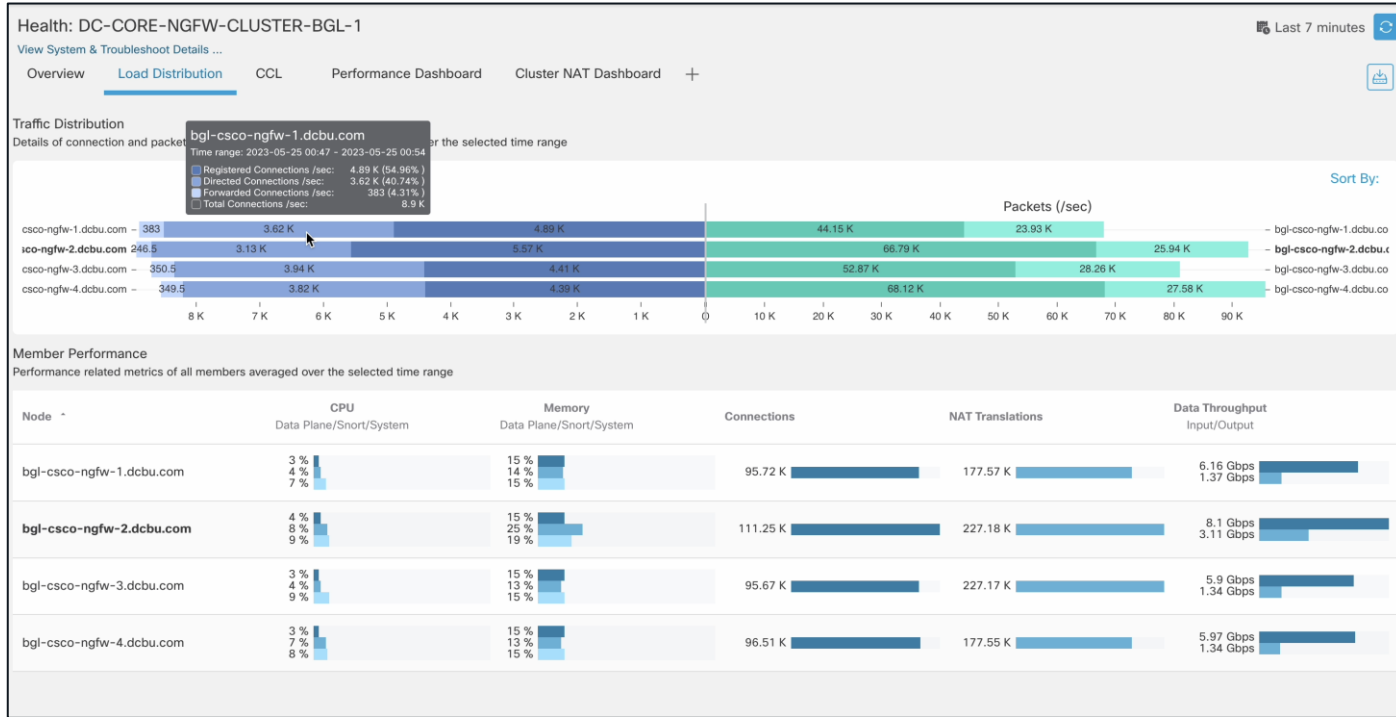 Health: DC-CORE-NGFW-CLUSTER-BGL-1
Last 7 minutes
View System & Troubleshoot Details ...
Overview Load Distribution CCL Performance Dashboard Cluster NAT Dashboard +
Traffic Distribution
Details of connection and packet er the selected time range
bgl-csco-ngfw-1.dcbu.com
Time range: 2023-05-25 00:47 - 2023-05-25 00:54
Registered Connections /sec: 4.89 K (54.96% )
Directed Connections /sec: 3.62 K (40.74% )
Forwarded Connections /sec: 383 (4.31% )
Total Connections /sec: 8.9 K
Sort By:
Packets (/sec)
csco-ngfw-1.dcbu.com 383 3.62 K 4.89 K 44.15 K 23.93 K bgl-csco-ngfw-1.dcbu.co
sco-ngfw-2.dcbu.com 246.5 3.13 K 5.57 K 66.79 K 25.94 K bgl-csco-ngfw-2.dcbu.c
csco-ngfw-3.dcbu.com 350.5 3.94 K 4.41 K 52.87 K 28.26 K bgl-csco-ngfw-3.dcbu.co
csco-ngfw-4.dcbu.com 349.5 3.82 K 4.39 K 68.12 K 27.58 K bgl-csco-ngfw-4.dcbu.co
8 K 7 K 6 K 5 K 4 K 3 K 2 K 1 K 0 10 K 20 K 30 K 40 K 50 K 60 K 70 K 80 K 90 K
Member Performance
Performance related metrics of all members averaged over the selected time range
Node CPU Memory Connections NAT Translations Data Throughput
Data Plane/Snort/System Data Plane/Snort/System Input/Output
3 % 15 %
bgl-csco-ngfw-1.dcbu.com 4 % 14 % 95.72 K 177.57 K 6.16 Gbps
7 % 15 % 1.37 Gbps
4 % 15 %
bgl-csco-ngfw-2.dcbu.com 8 % 25 % 111.25 K 227.18 K 8.1 Gbps
9 % 19 % 3.11 Gbps
3 % 15 %
bgl-csco-ngfw-3.dcbu.com 4 % 13 % 95.67 K 227.17 K 5.9 Gbps
9 % 15 % 1.34 Gbps
3 % 15 %
bgl-csco-ngfw-4.dcbu.com 7 % 13 % 96.51 K 177.55 K 5.97 Gbps
8 % 15 % 1.34 Gbps